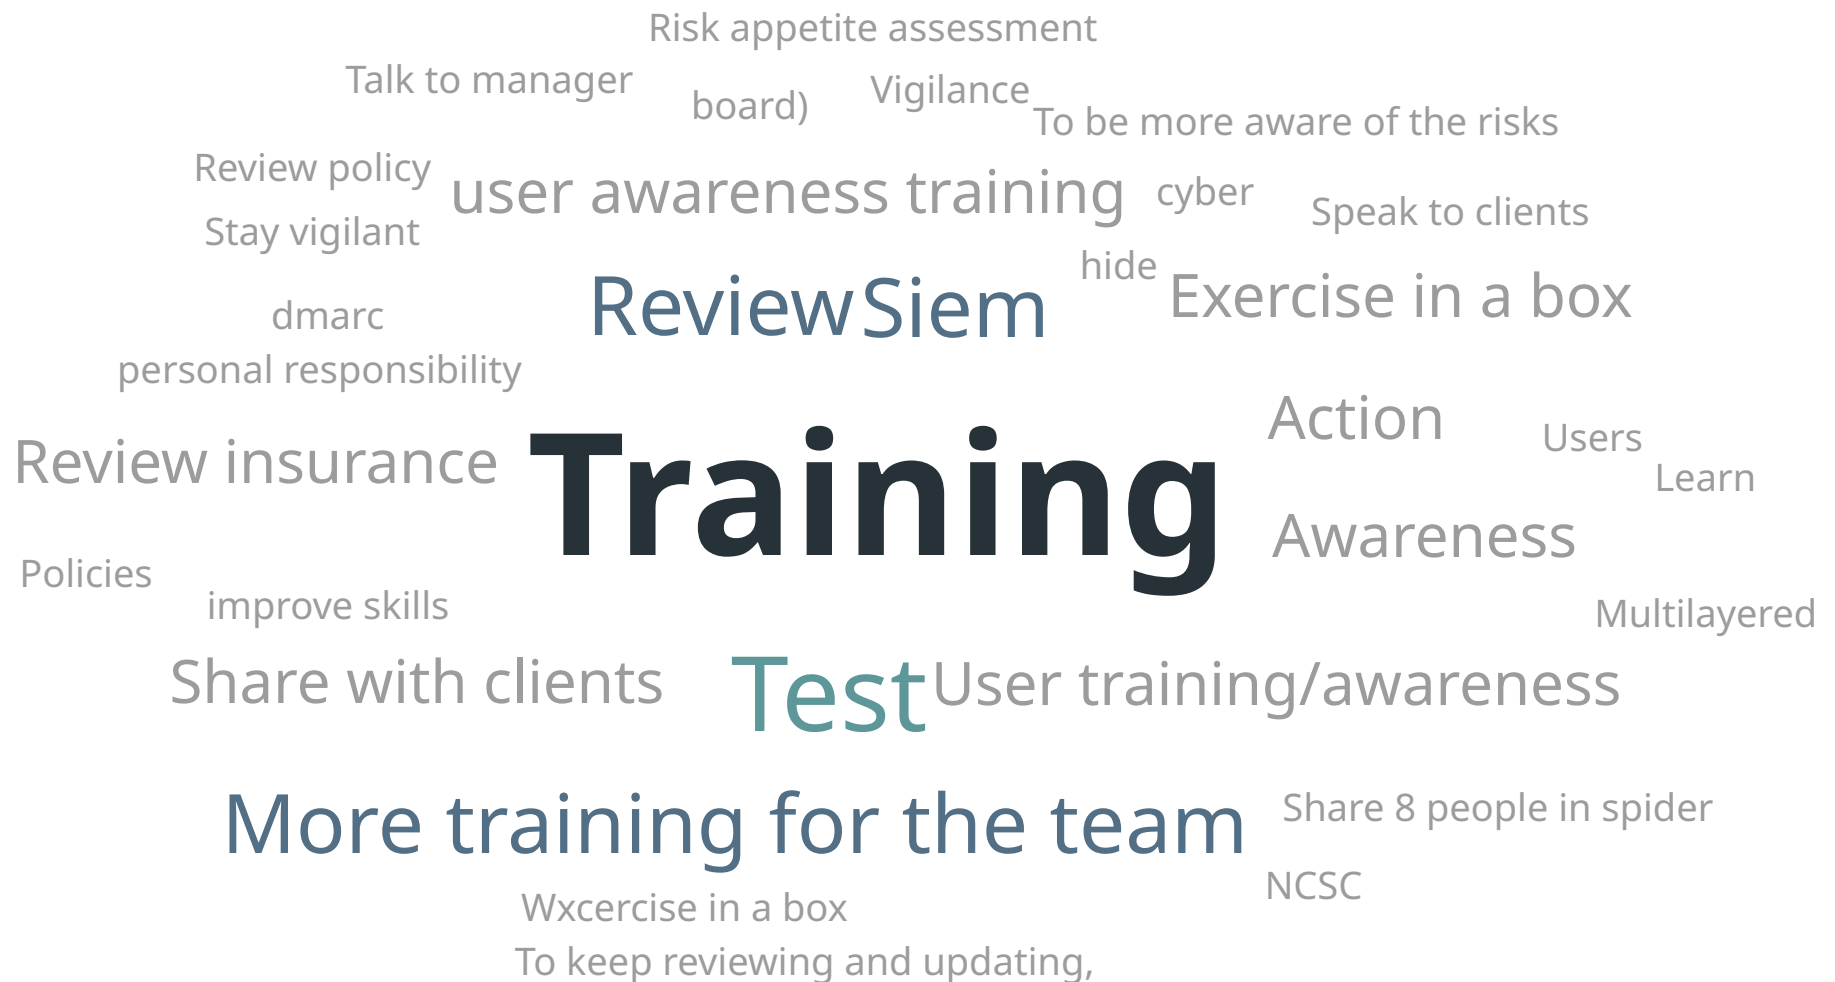 Risk appetite assessment
Talk to manager
board)
Vigilance
To be more aware of the risks
Review policy
user awareness training
cyber
Speak to clients
Stay vigilant
hide
Review
Siem
Exercise in a box
dmarc
personal responsibility
Action
Users
Review insurance
Training
Learn
Awareness
Policies
improve skills
Multilayered
Share with clients
Test
User training/awareness
More training for the team
Share 8 people in spider
NCSC
Wxcercise in a box
To keep reviewing and updating,